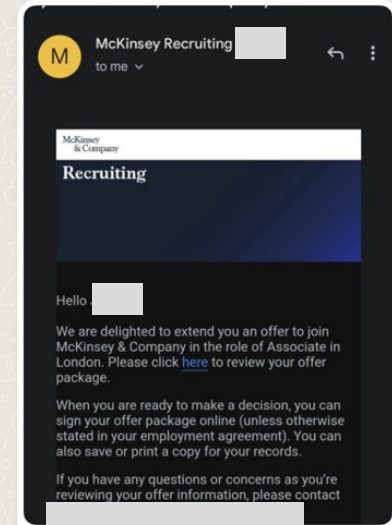 M
McKinsey Recruiting
to me
McKinsey
& Company
Recruiting
Hello
We are delighted to extend you an offer to join
McKinsey & Company in the role of Associate in
London. Please click here to review your offer
package.
When you are ready to make a decision, you can
sign your offer package online (unless otherwise
stated in your employment agreement). You can
also save or print a copy for your records.
If you have any questions or concerns as you're
reviewing your offer information, please contact